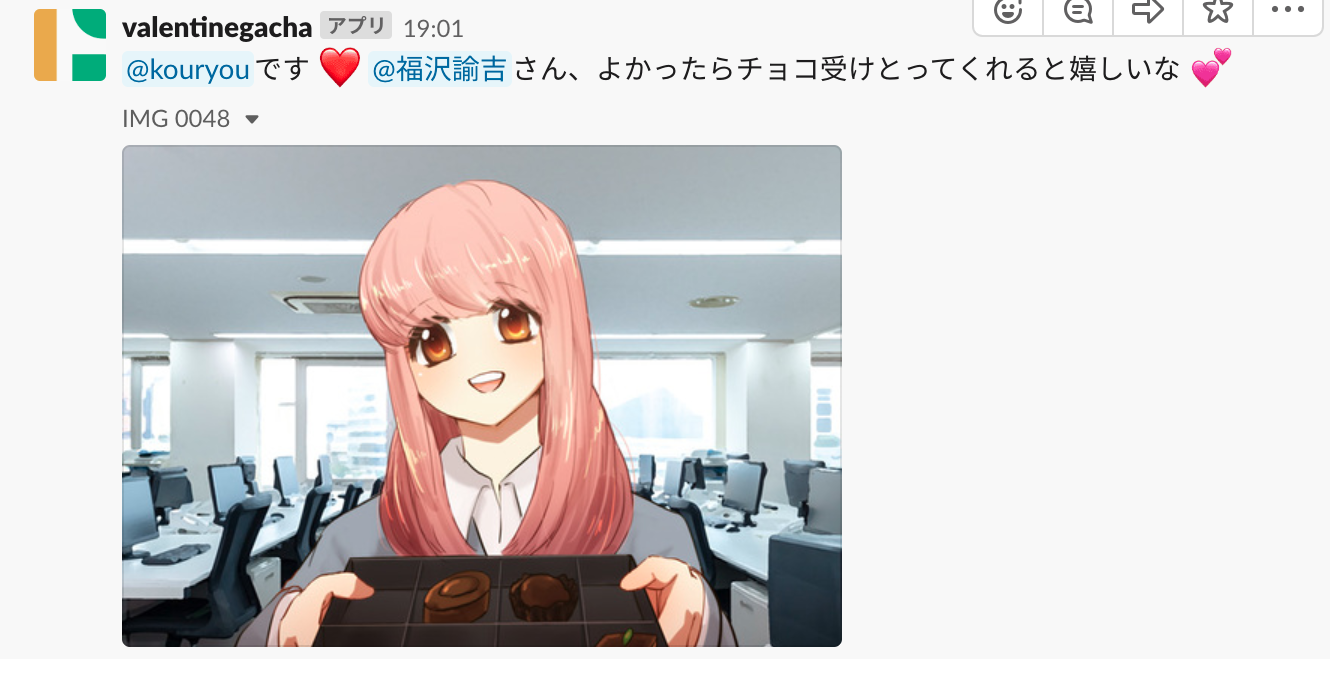 valentinegacha アプリ 19:01
@kouryouです ❤️ @福沢諭吉さん、よかったらチョコ受けとってくれると嬉しいな 💕
IMG 0048